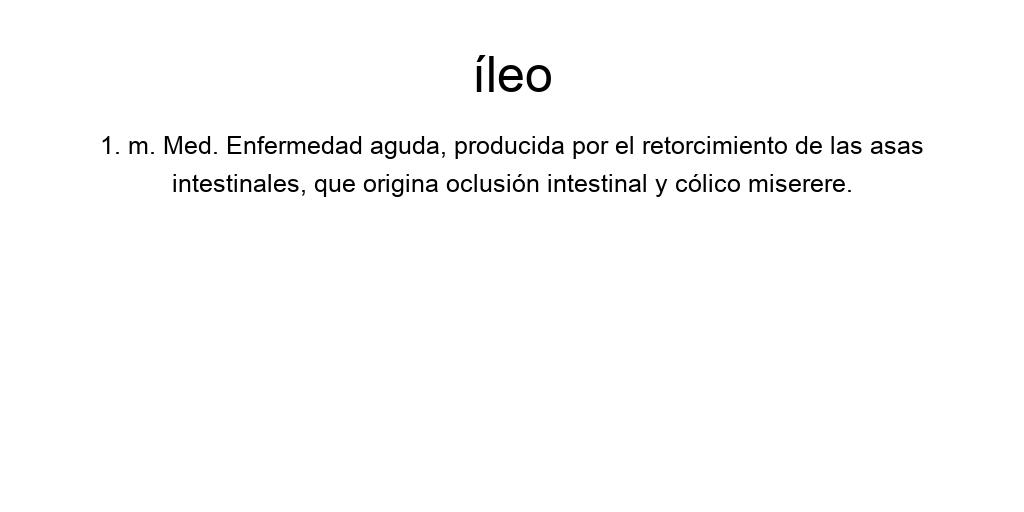 íleo
1. m. Med. Enfermedad aguda, producida por el retorcimiento de las asas
intestinales, que origina oclusión intestinal y cólico miserere.